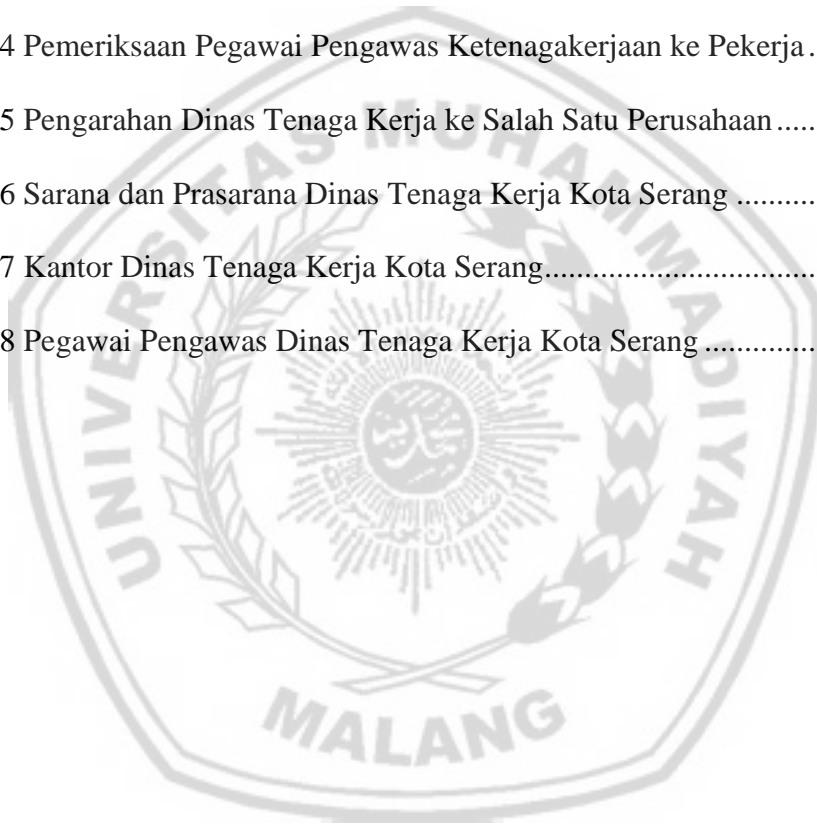 4 Pemeriksaan Pegawai Pengawas Ketenagakerjaan ke Pekerja .
5 Pengarahan Dinas Tenaga Kerja ke Salah Satu Perusahaan .....
6 Sarana dan Prasarana Dinas Tenaga Kerja Kota Serang ..........
7 Kantor Dinas Tenaga Kerja Kota Serang..................................
8 Pegawai Pengawas Dinas Tenaga Kerja Kota Serang ..............
UNIVERSITAS MUHAMMADIYAH
MALANG